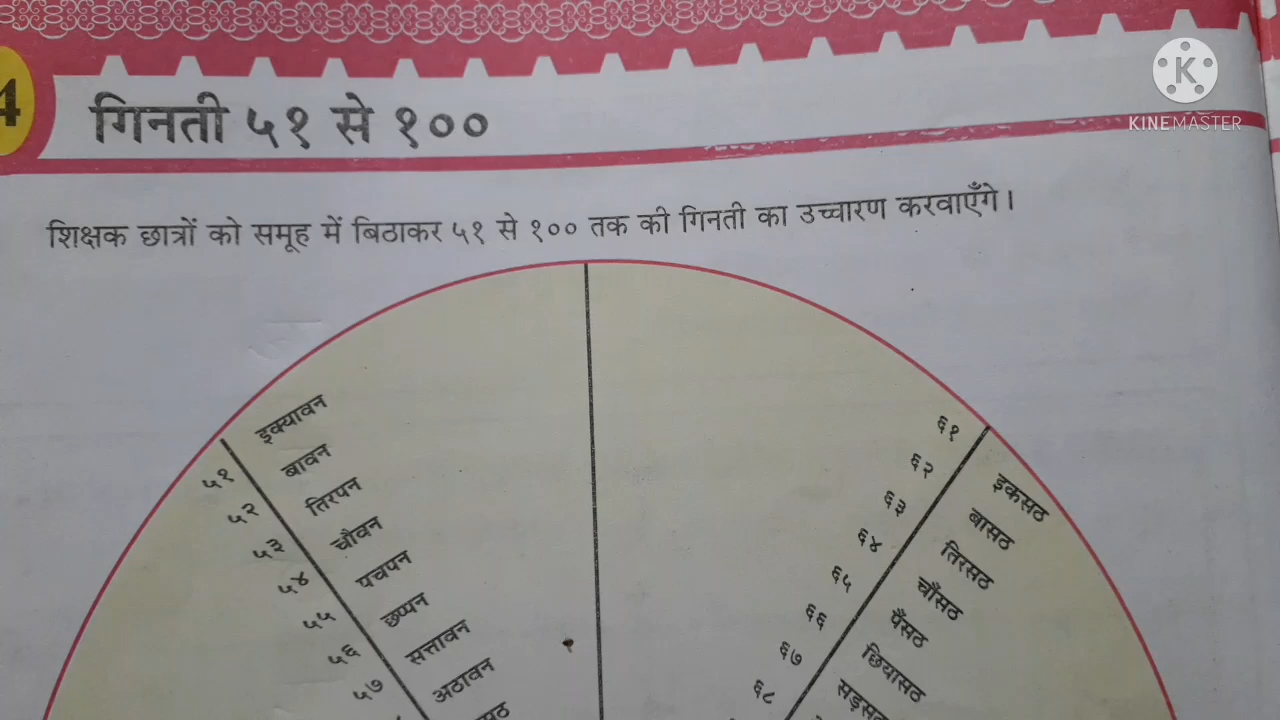 4
गिनती ५१ से १००
K
KINEMASTER
शिक्षक छात्रों को समूह में बिठाकर ५१ से १०० तक की गिनती का उच्चारण करवाएँगे।
५१ इक्यावन
५२ बावन
५३ तिरपन
५४ चौवन
५५ पचपन
५६ छप्पन
५७ सत्तावन
अठावन
६१ इकसठ
६२ बासठ
६३ तिरसठ
६४ चौंसठ
६५ पैंसठ
६६ छियासठ
६७
६८